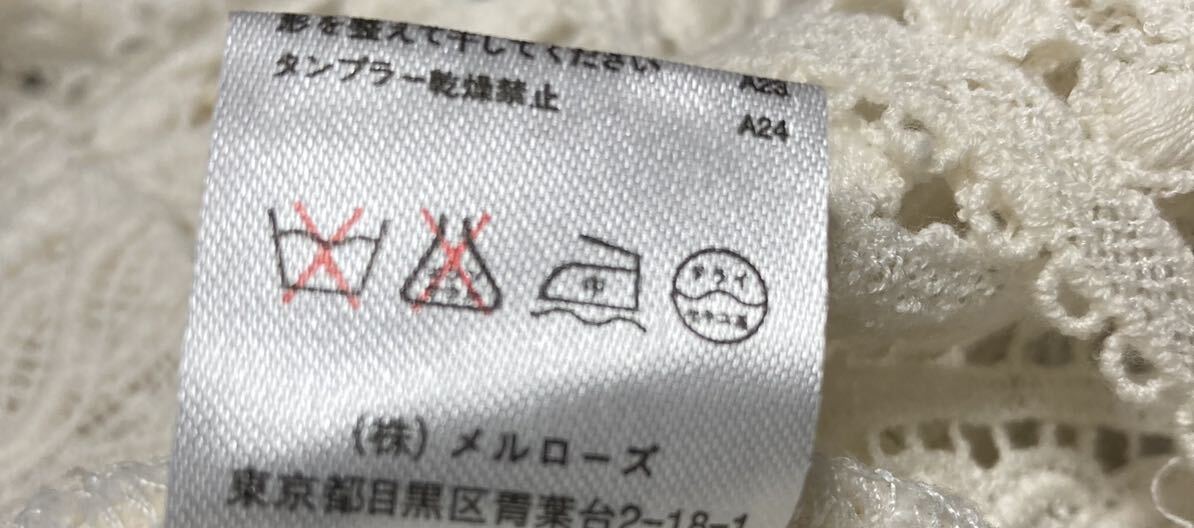 形を整えて干してください
タンブラー乾燥禁止
A23
A24
中
ドライ
セキユ系
(株)メルローズ
東京都目黒区青葉台2-18-1